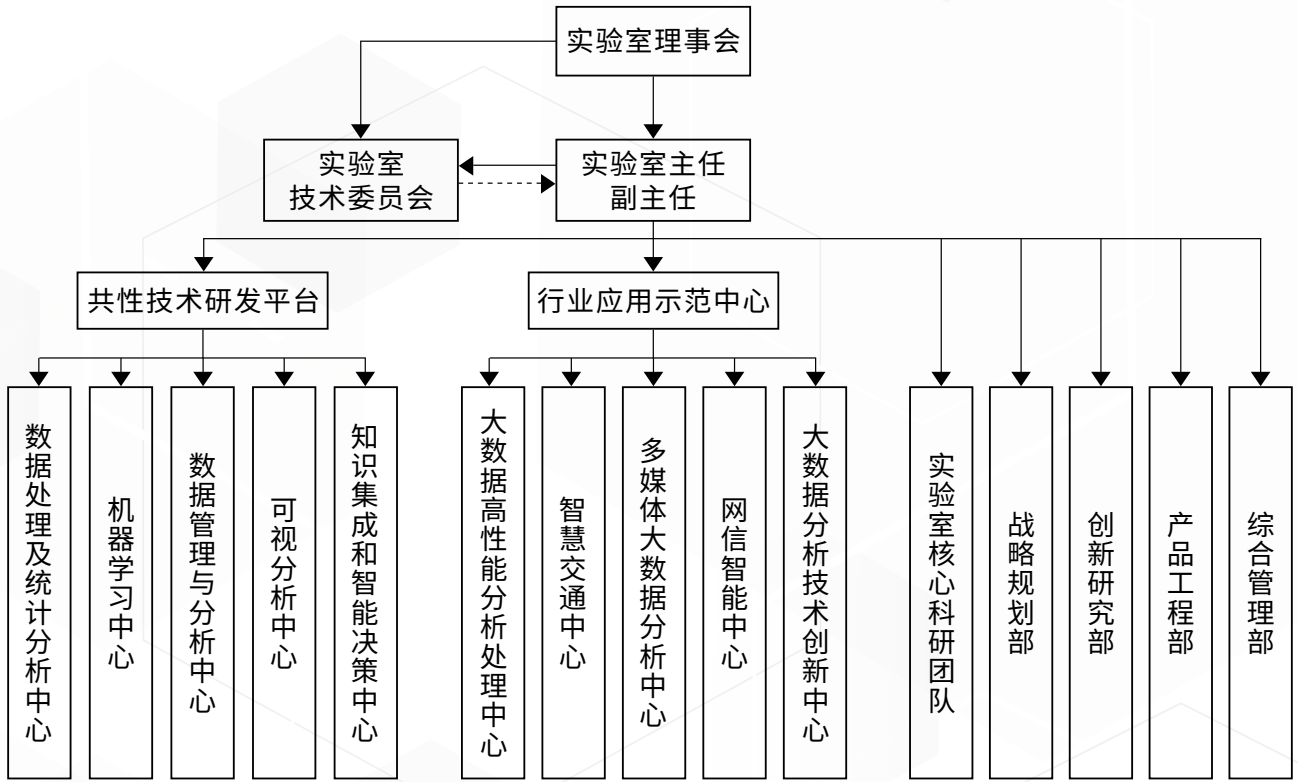 实验室理事会
实验室
技术委员会
实验室主任
副主任
共性技术研发平台
行业应用示范中心
数据处理及统计分析中心
机器学习中心
数据管理与分析中心
可视分析中心
知识集成和智能决策中心
大数据高性能分析处理中心
智慧交通中心
多媒体大数据分析中心
网信智能中心
大数据分析技术创新中心
实验室核心科研团队
战略规划部
创新研究部
产品工程部
综合管理部